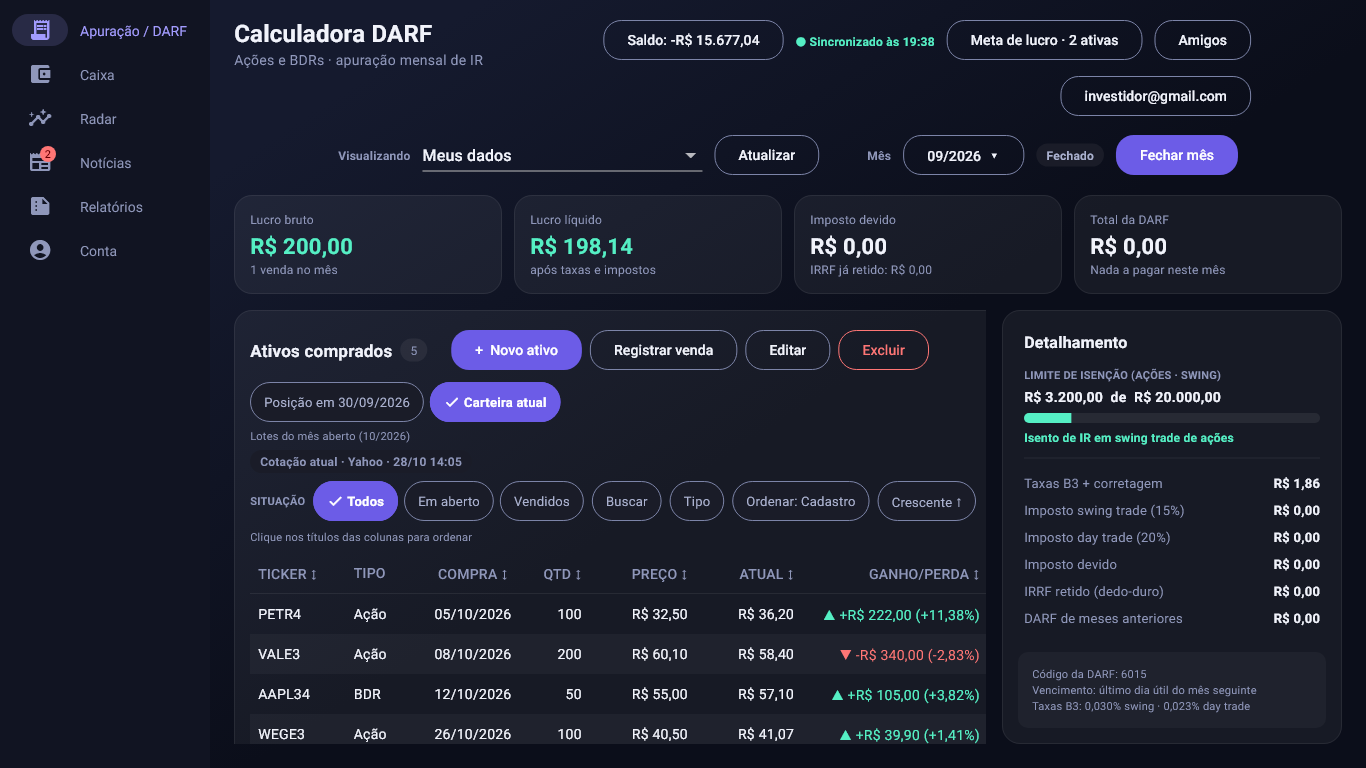 Apuração / DARF
Caixa
Radar
2
Notícias
Relatórios
Conta
Calculadora DARF
Ações e BDRs · apuração mensal de IR
Saldo: -R$ 15.677,04
Sincronizado às 19:38
Meta de lucro · 2 ativas
Amigos
investidor@gmail.com
Visualizando
Meus dados
Atualizar
Mês
09/2026 ▾
Fechado
Fechar mês
Lucro bruto
R$ 200,00
1 venda no mês
Lucro líquido
R$ 198,14
após taxas e impostos
Imposto devido
R$ 0,00
IRRF já retido: R$ 0,00
Total da DARF
R$ 0,00
Nada a pagar neste mês
Ativos comprados 5
+ Novo ativo
Registrar venda
Editar
Excluir
Posição em 30/09/2026
✓ Carteira atual
Lotes do mês aberto (10/2026)
Cotação atual · Yahoo · 28/10 14:05
SITUAÇÃO
✓ Todos
Em aberto
Vendidos
Buscar
Tipo
Ordenar: Cadastro
Crescente ↑
Clique nos títulos das colunas para ordenar
TICKER ↕ TIPO COMPRA ↕ QTD ↕ PREÇO ↕ ATUAL ↕ GANHO/PERDA ↕
PETR4 Ação 05/10/2026 100 R$ 32,50 R$ 36,20 ▲ +R$ 222,00 (+11,38%)
VALE3 Ação 08/10/2026 200 R$ 60,10 R$ 58,40 ▼ -R$ 340,00 (-2,83%)
AAPL34 BDR 12/10/2026 50 R$ 55,00 R$ 57,10 ▲ +R$ 105,00 (+3,82%)
WEGE3 Ação 26/10/2026 100 R$ 40,50 R$ 41,07 ▲ +R$ 39,90 (+1,41%)
Detalhamento
LIMITE DE ISENÇÃO (AÇÕES · SWING)
R$ 3.200,00 de R$ 20.000,00
Isento de IR em swing trade de ações
Taxas B3 + corretagem R$ 1,86
Imposto swing trade (15%) R$ 0,00
Imposto day trade (20%) R$ 0,00
Imposto devido R$ 0,00
IRRF retido (dedo-duro) R$ 0,00
DARF de meses anteriores R$ 0,00
Código da DARF: 6015
Vencimento: último dia útil do mês seguinte
Taxas B3: 0,030% swing · 0,023% day trade